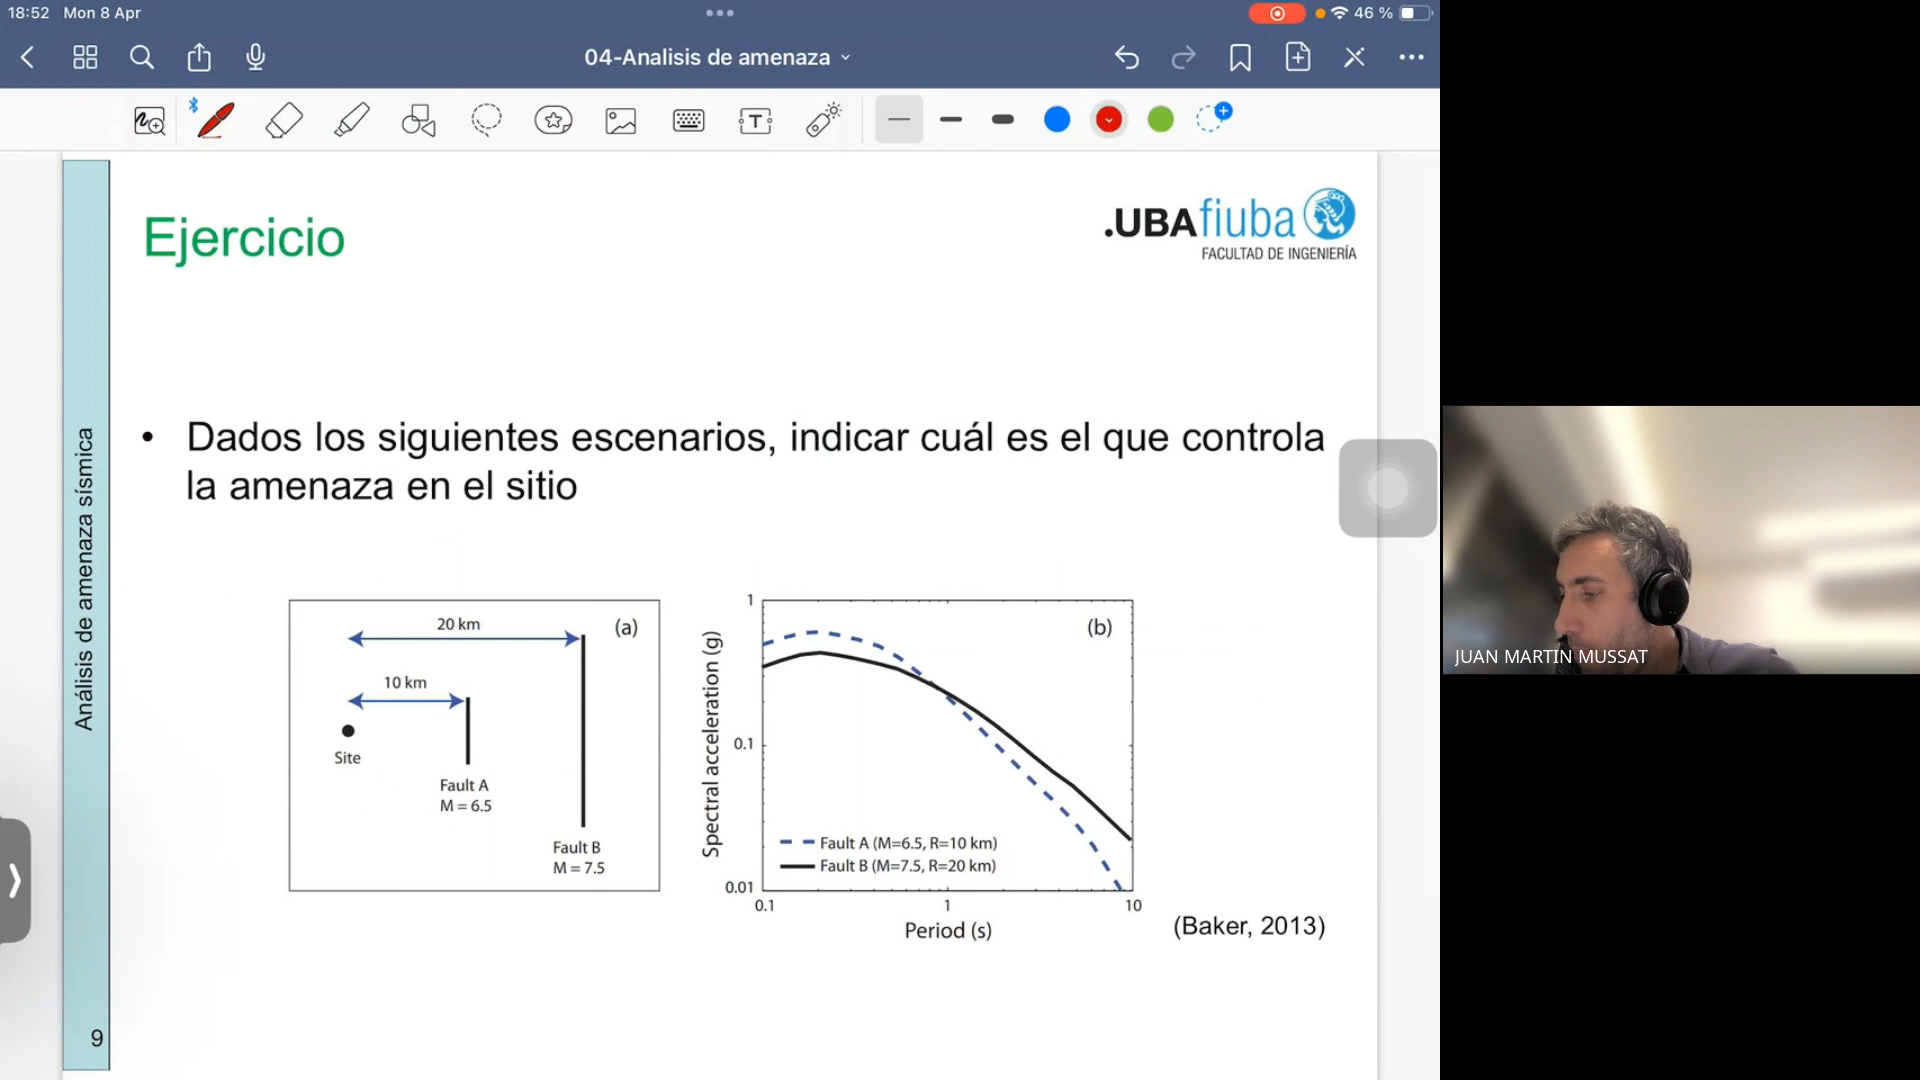 18:52 Mon 8 Apr
46 %
04-Analisis de amenaza
T
Ejercicio
.UBAfiuba
FACULTAD DE INGENIERÍA
Análisis de amenaza sísmica
• Dados los siguientes escenarios, indicar cuál es el que controla
la amenaza en el sitio
20 km
(a)
10 km
Site
Fault A
M = 6.5
Fault B
M = 7.5
(b)
Spectral acceleration (g)
1
0.1
0.01
Fault A (M=6.5, R=10 km)
Fault B (M=7.5, R=20 km)
0.1
1
10
Period (s)
(Baker, 2013)
9
JUAN MARTIN MUSSAT